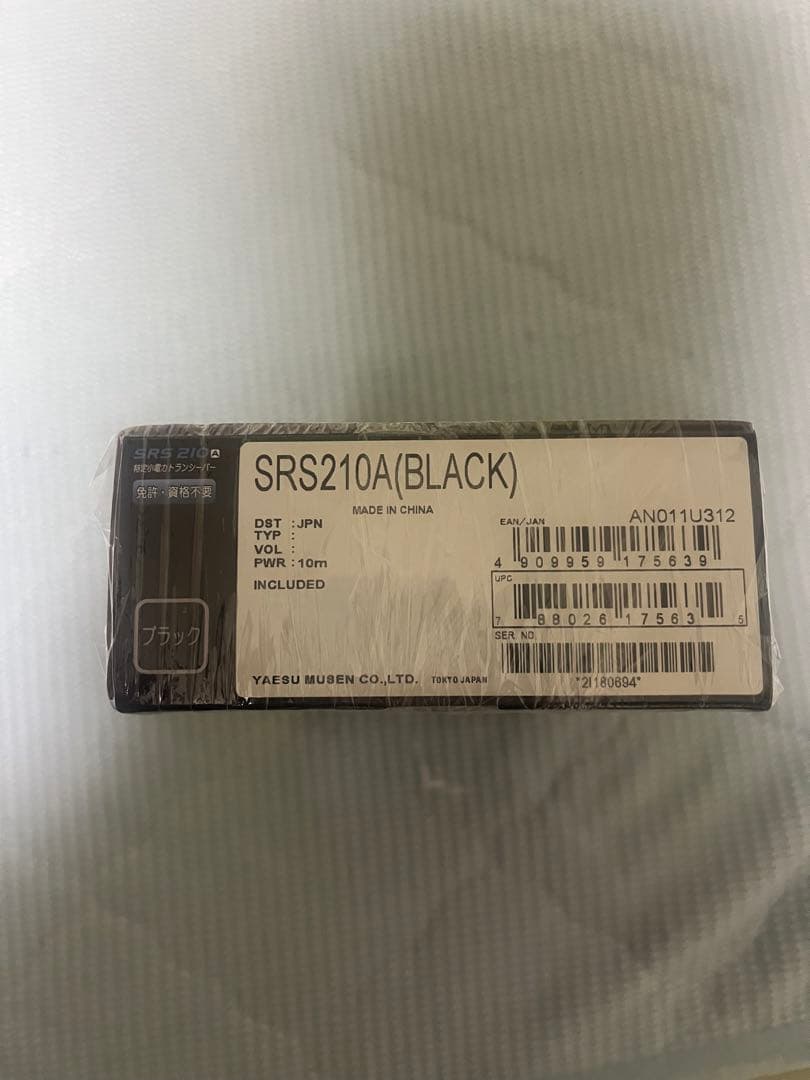 SRS 210 A
特定小電力トランシーバー
免許・資格不要
ブラック
SRS210A(BLACK)
MADE IN CHINA
DST :JPN
TYP :
VOL :
PWR :10m
INCLUDED
YAESU MUSEN CO.,LTD. TOKYO JAPAN
AN011U312
EAN/JAN
4 909959 175639
UPC
7 88026 17563 5
SER NO
*2I180694*